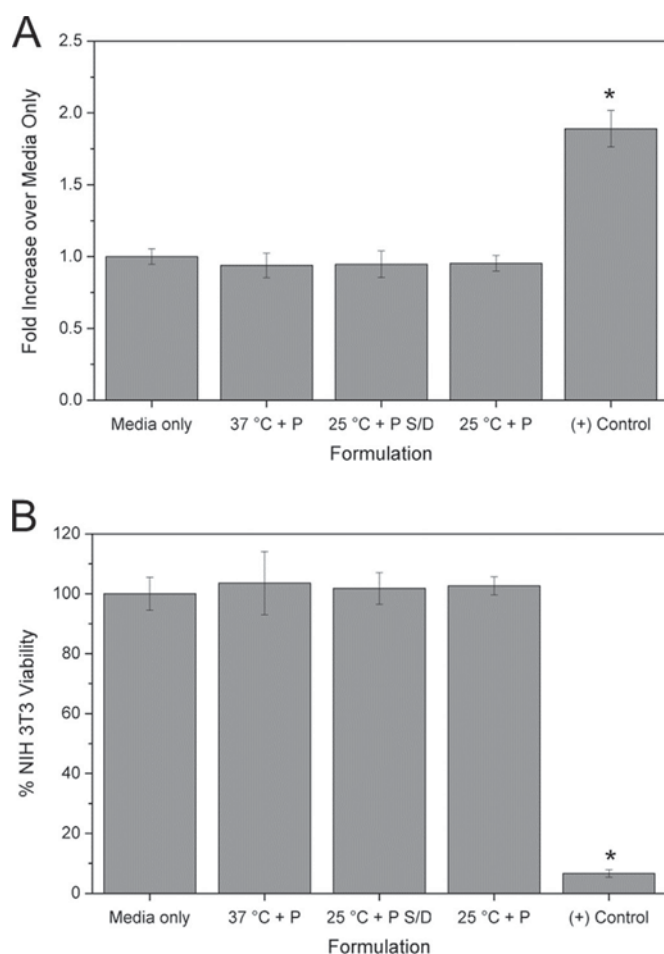 A
Fold Increase over Media Only
2.5
2.0
1.5
1.0
0.5
0.0
*
Media only 37 °C + P 25 °C + P S/D 25 °C + P (+) Control
Formulation
B
% NIH 3T3 Viability
120
100
80
60
40
20
0
*
Media only 37 °C + P 25 °C + P S/D 25 °C + P (+) Control
Formulation